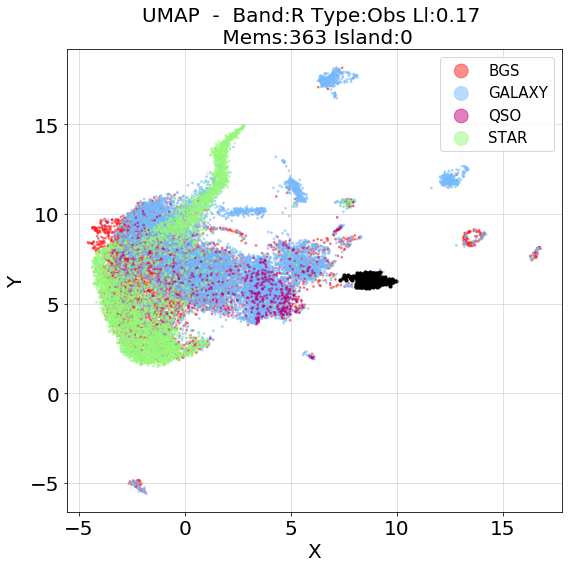 UMAP  -  Band:R Type:Obs Ll:0.17
Mems:363 Island:0
BGS
GALAXY
QSO
STAR
15
10
5
0
−5
Y
−5
0
5
10
15
X